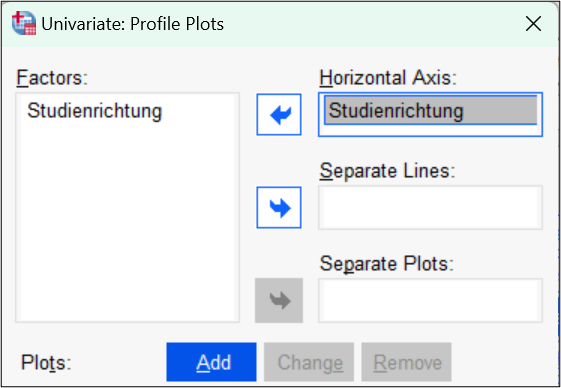 Univariate: Profile Plots
Factors:
Studienrichtung
Horizontal Axis:
Studienrichtung
Separate Lines:
Separate Plots:
Plots:
Add
Change
Remove